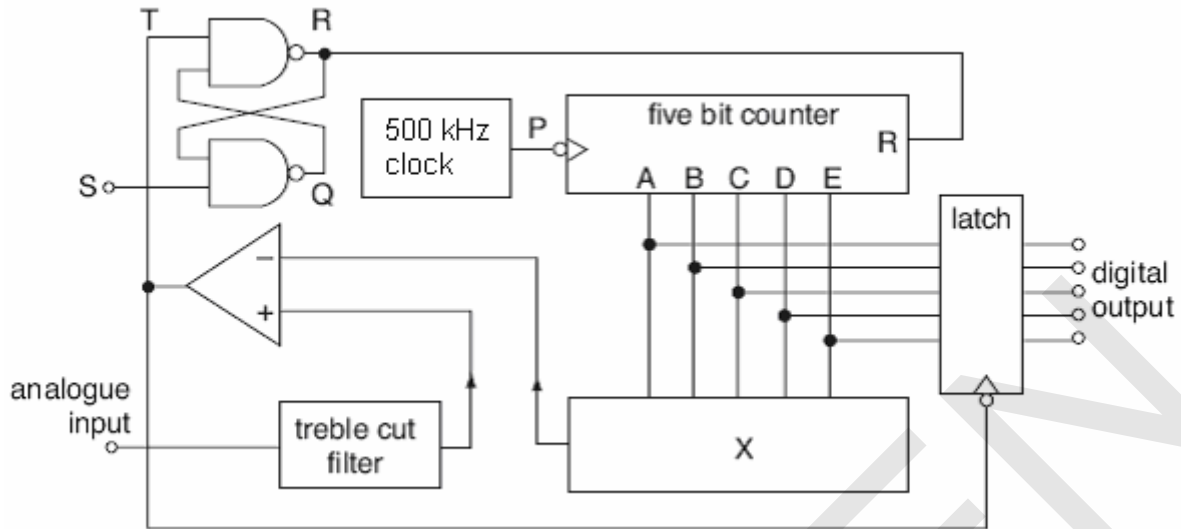 T
R
500 kHz
clock
P
five bit counter
R
A B C D E
S
Q
latch
−
+
digital
output
analogue
input
treble cut
filter
X